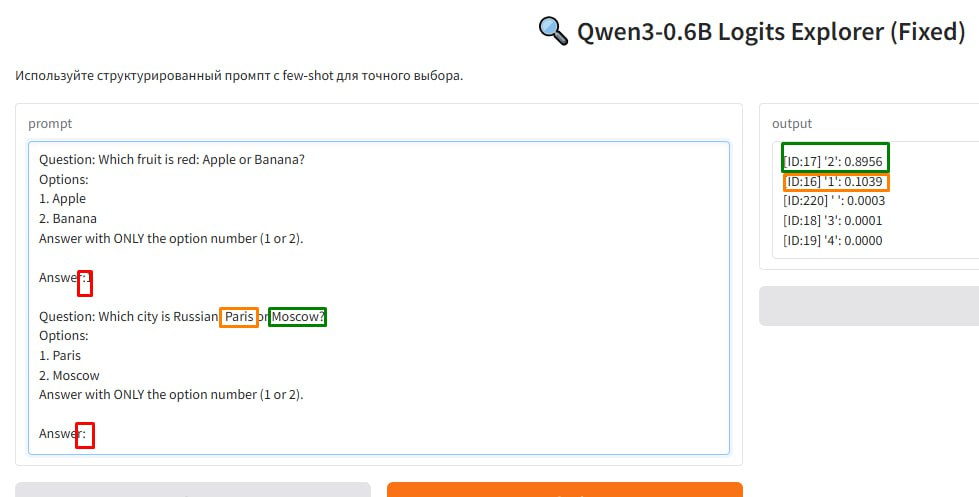 🔍 Qwen3-0.6B Logits Explorer (Fixed)
Используйте структурированный промпт с few-shot для точного выбора.
prompt
Question: Which fruit is red: Apple or Banana?
Options:
1. Apple
2. Banana
Answer with ONLY the option number (1 or 2).
Answer:1
Question: Which city is Russian: Paris or Moscow?
Options:
1. Paris
2. Moscow
Answer with ONLY the option number (1 or 2).
Answer:
output
[ID:17] '2': 0.8956
[ID:16] '1': 0.1039
[ID:220] ' ': 0.0003
[ID:18] '3': 0.0001
[ID:19] '4': 0.0000